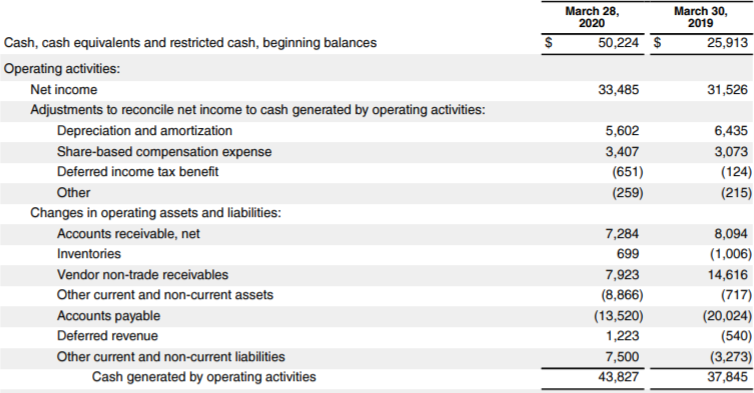 March 28, 2020 March 30, 2019
Cash, cash equivalents and restricted cash, beginning balances $ 50,224 $ 25,913
Operating activities:
Net income 33,485 31,526
Adjustments to reconcile net income to cash generated by operating activities:
Depreciation and amortization 5,602 6,435
Share-based compensation expense 3,407 3,073
Deferred income tax benefit (651) (124)
Other (259) (215)
Changes in operating assets and liabilities:
Accounts receivable, net 7,284 8,094
Inventories 699 (1,006)
Vendor non-trade receivables 7,923 14,616
Other current and non-current assets (8,866) (717)
Accounts payable (13,520) (20,024)
Deferred revenue 1,223 (540)
Other current and non-current liabilities 7,500 (3,273)
Cash generated by operating activities 43,827 37,845